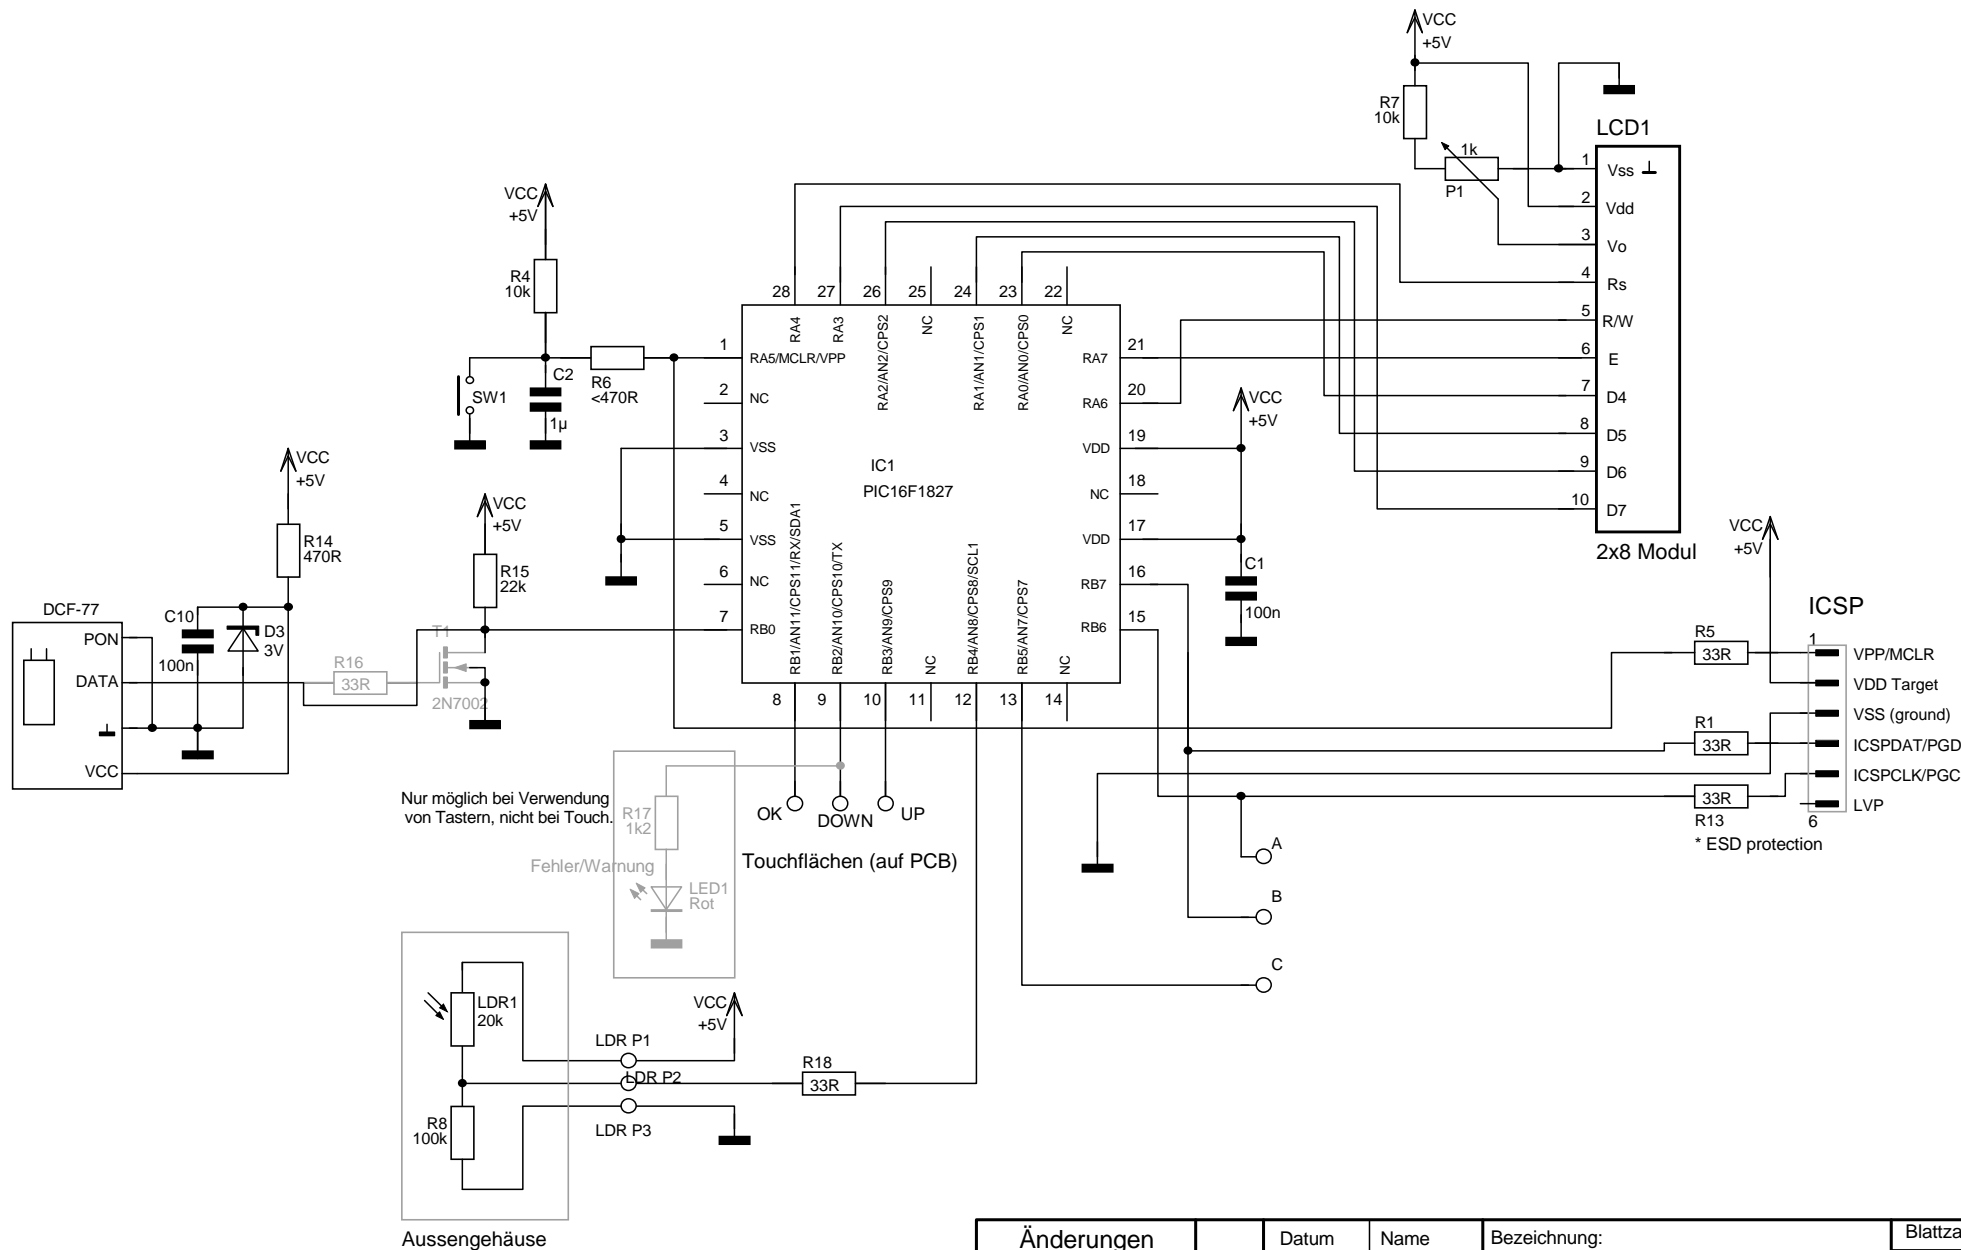 VCC
+5V
R7
10k
LCD1
1k
P1
1
Vss
2
Vdd
3
Vo
4
Rs
5
R/W
6
E
7
D4
8
D5
9
D6
10
D7
2x8 Modul
VCC
+5V
R4
10k
SW1
C2
1µ
R6
<470R
28
27
26
25
24
23
22
RA4
RA3
RA2/AN2/CPS2
NC
RA1/AN1/CPS1
RA0/AN0/CPS0
NC
1
RA5/MCLR/VPP
2
NC
3
VSS
4
NC
5
VSS
6
NC
7
RB0
IC1
PIC16F1827
21
RA7
20
RA6
19
VDD
18
NC
17
VDD
16
RB7
15
RB6
RB1/AN11/CPS11/RX/SDA1
RB2/AN10/CPS10/TX
RB3/AN9/CPS9
NC
RB4/AN8/CPS8/SCL1
RB5/AN7/CPS7
NC
8
9
10
11
12
13
14
VCC
+5V
C1
100n
VCC
+5V
R14
470R
VCC
+5V
R15
22k
DCF-77
PON
DATA
VCC
C10
100n
D3
3V
R16
33R
T1
2N7002
Nur möglich bei Verwendung
von Tastern, nicht bei Touch.
R17
1k2
Fehler/Warnung
LED1
Rot
OK
DOWN
UP
Touchflächen (auf PCB)
VCC
+5V
ICSP
R5
33R
1
VPP/MCLR
VDD Target
VSS (ground)
R1
33R
ICSPDAT/PGD
ICSPCLK/PGC
33R
R13
LVP
6
* ESD protection
A
B
C
LDR1
20k
R8
100k
LDR P1
LDR P2
LDR P3
VCC
+5V
R18
33R
Aussengehäuse
Änderungen
Datum
Name
Bezeichnung:
Blattza